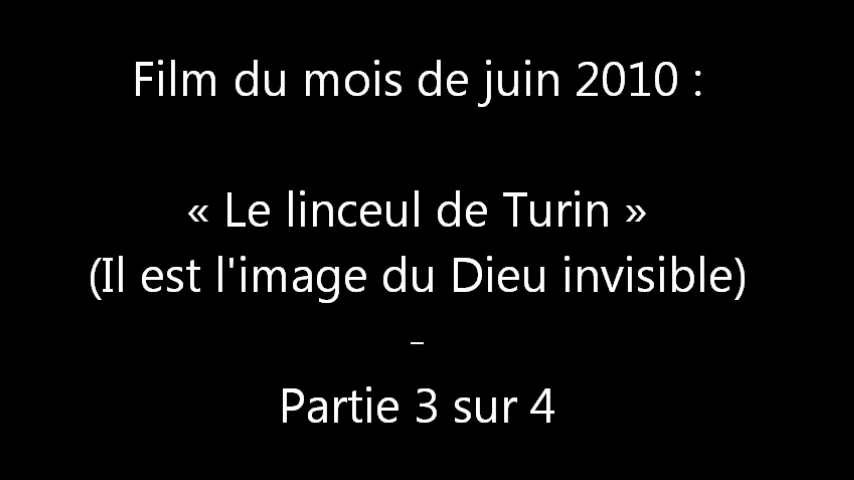 Film du mois de juin 2010 :
« Le linceul de Turin »
(Il est l'image du Dieu invisible)
–
Partie 3 sur 4